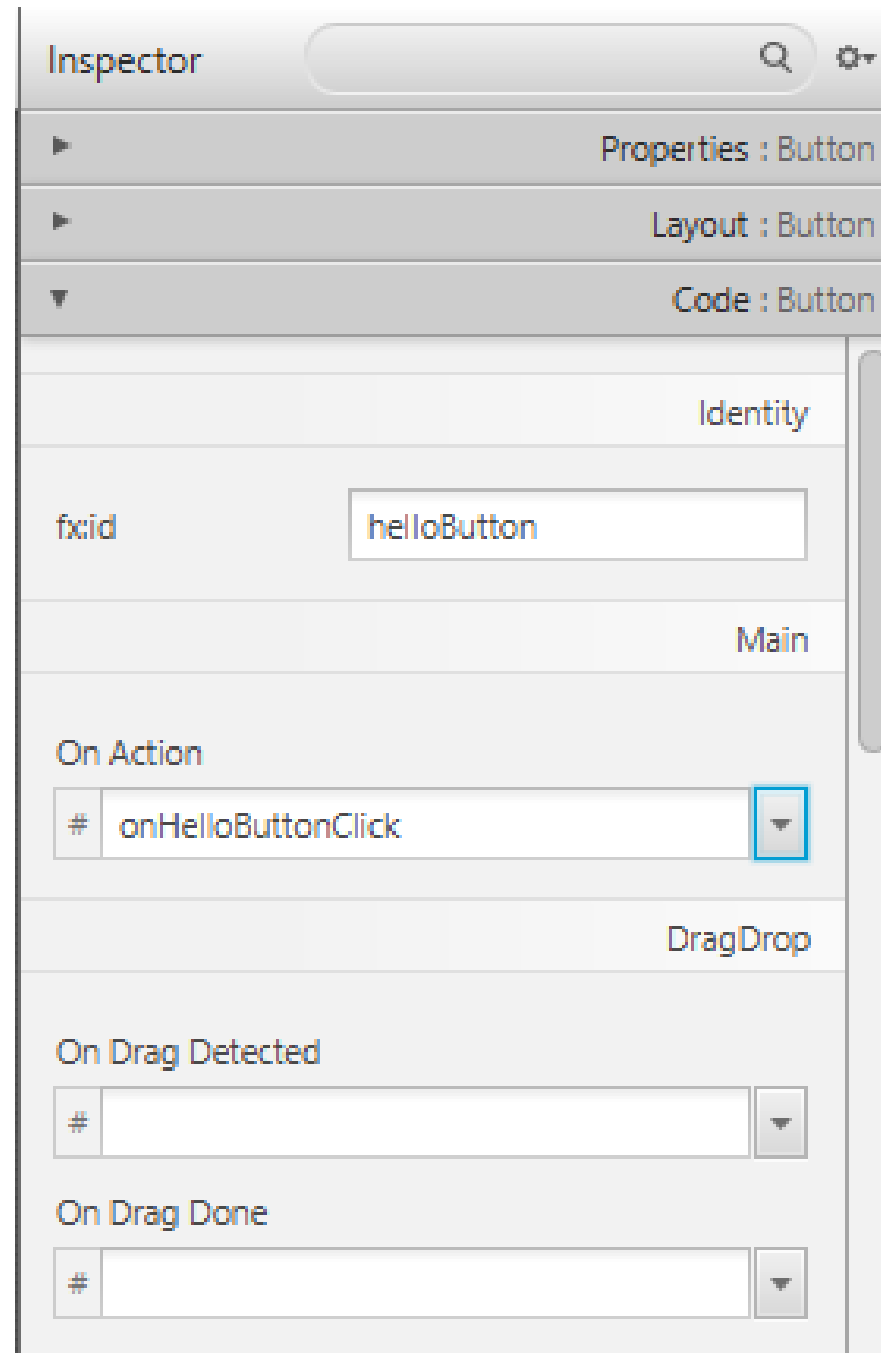 Inspector
Properties : Button
Layout : Button
Code : Button
Identity
fx:id helloButton
Main
On Action
# onHelloButtonClick
DragDrop
On Drag Detected
#
On Drag Done
#